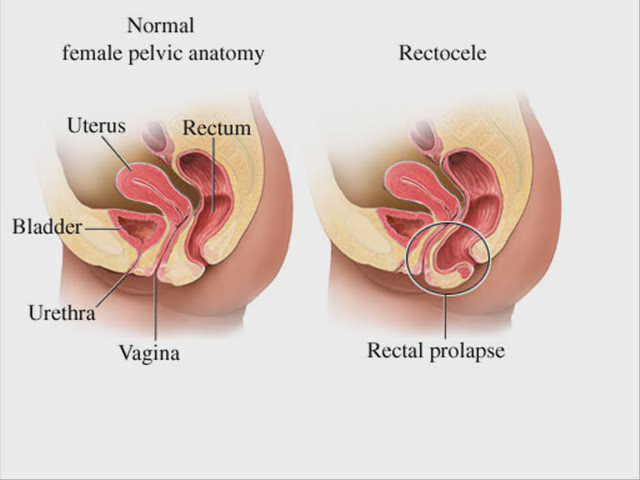 Normal
female pelvic anatomy
Rectocele
Uterus
Rectum
Bladder
Urethra
Vagina
Rectal prolapse